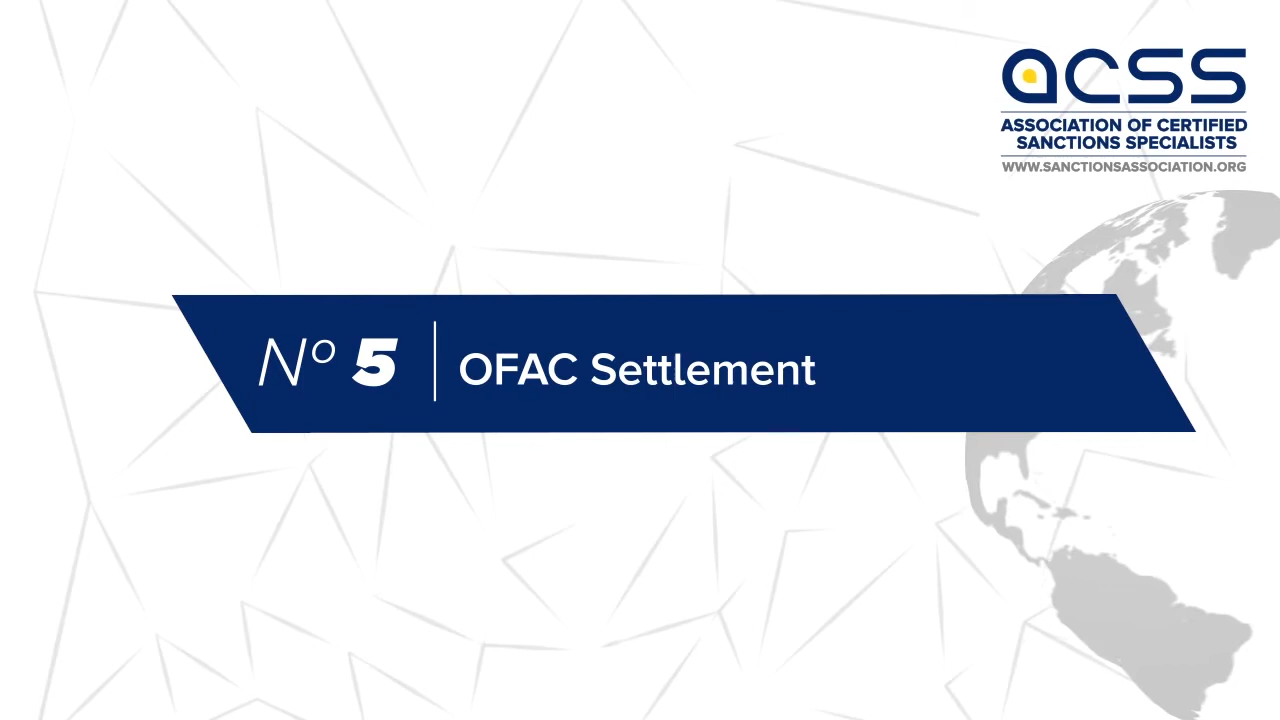 acss
ASSOCIATION OF CERTIFIED
SANCTIONS SPECIALISTS
WWW.SANCTIONSASSOCIATION.ORG
Nº 5 OFAC Settlement